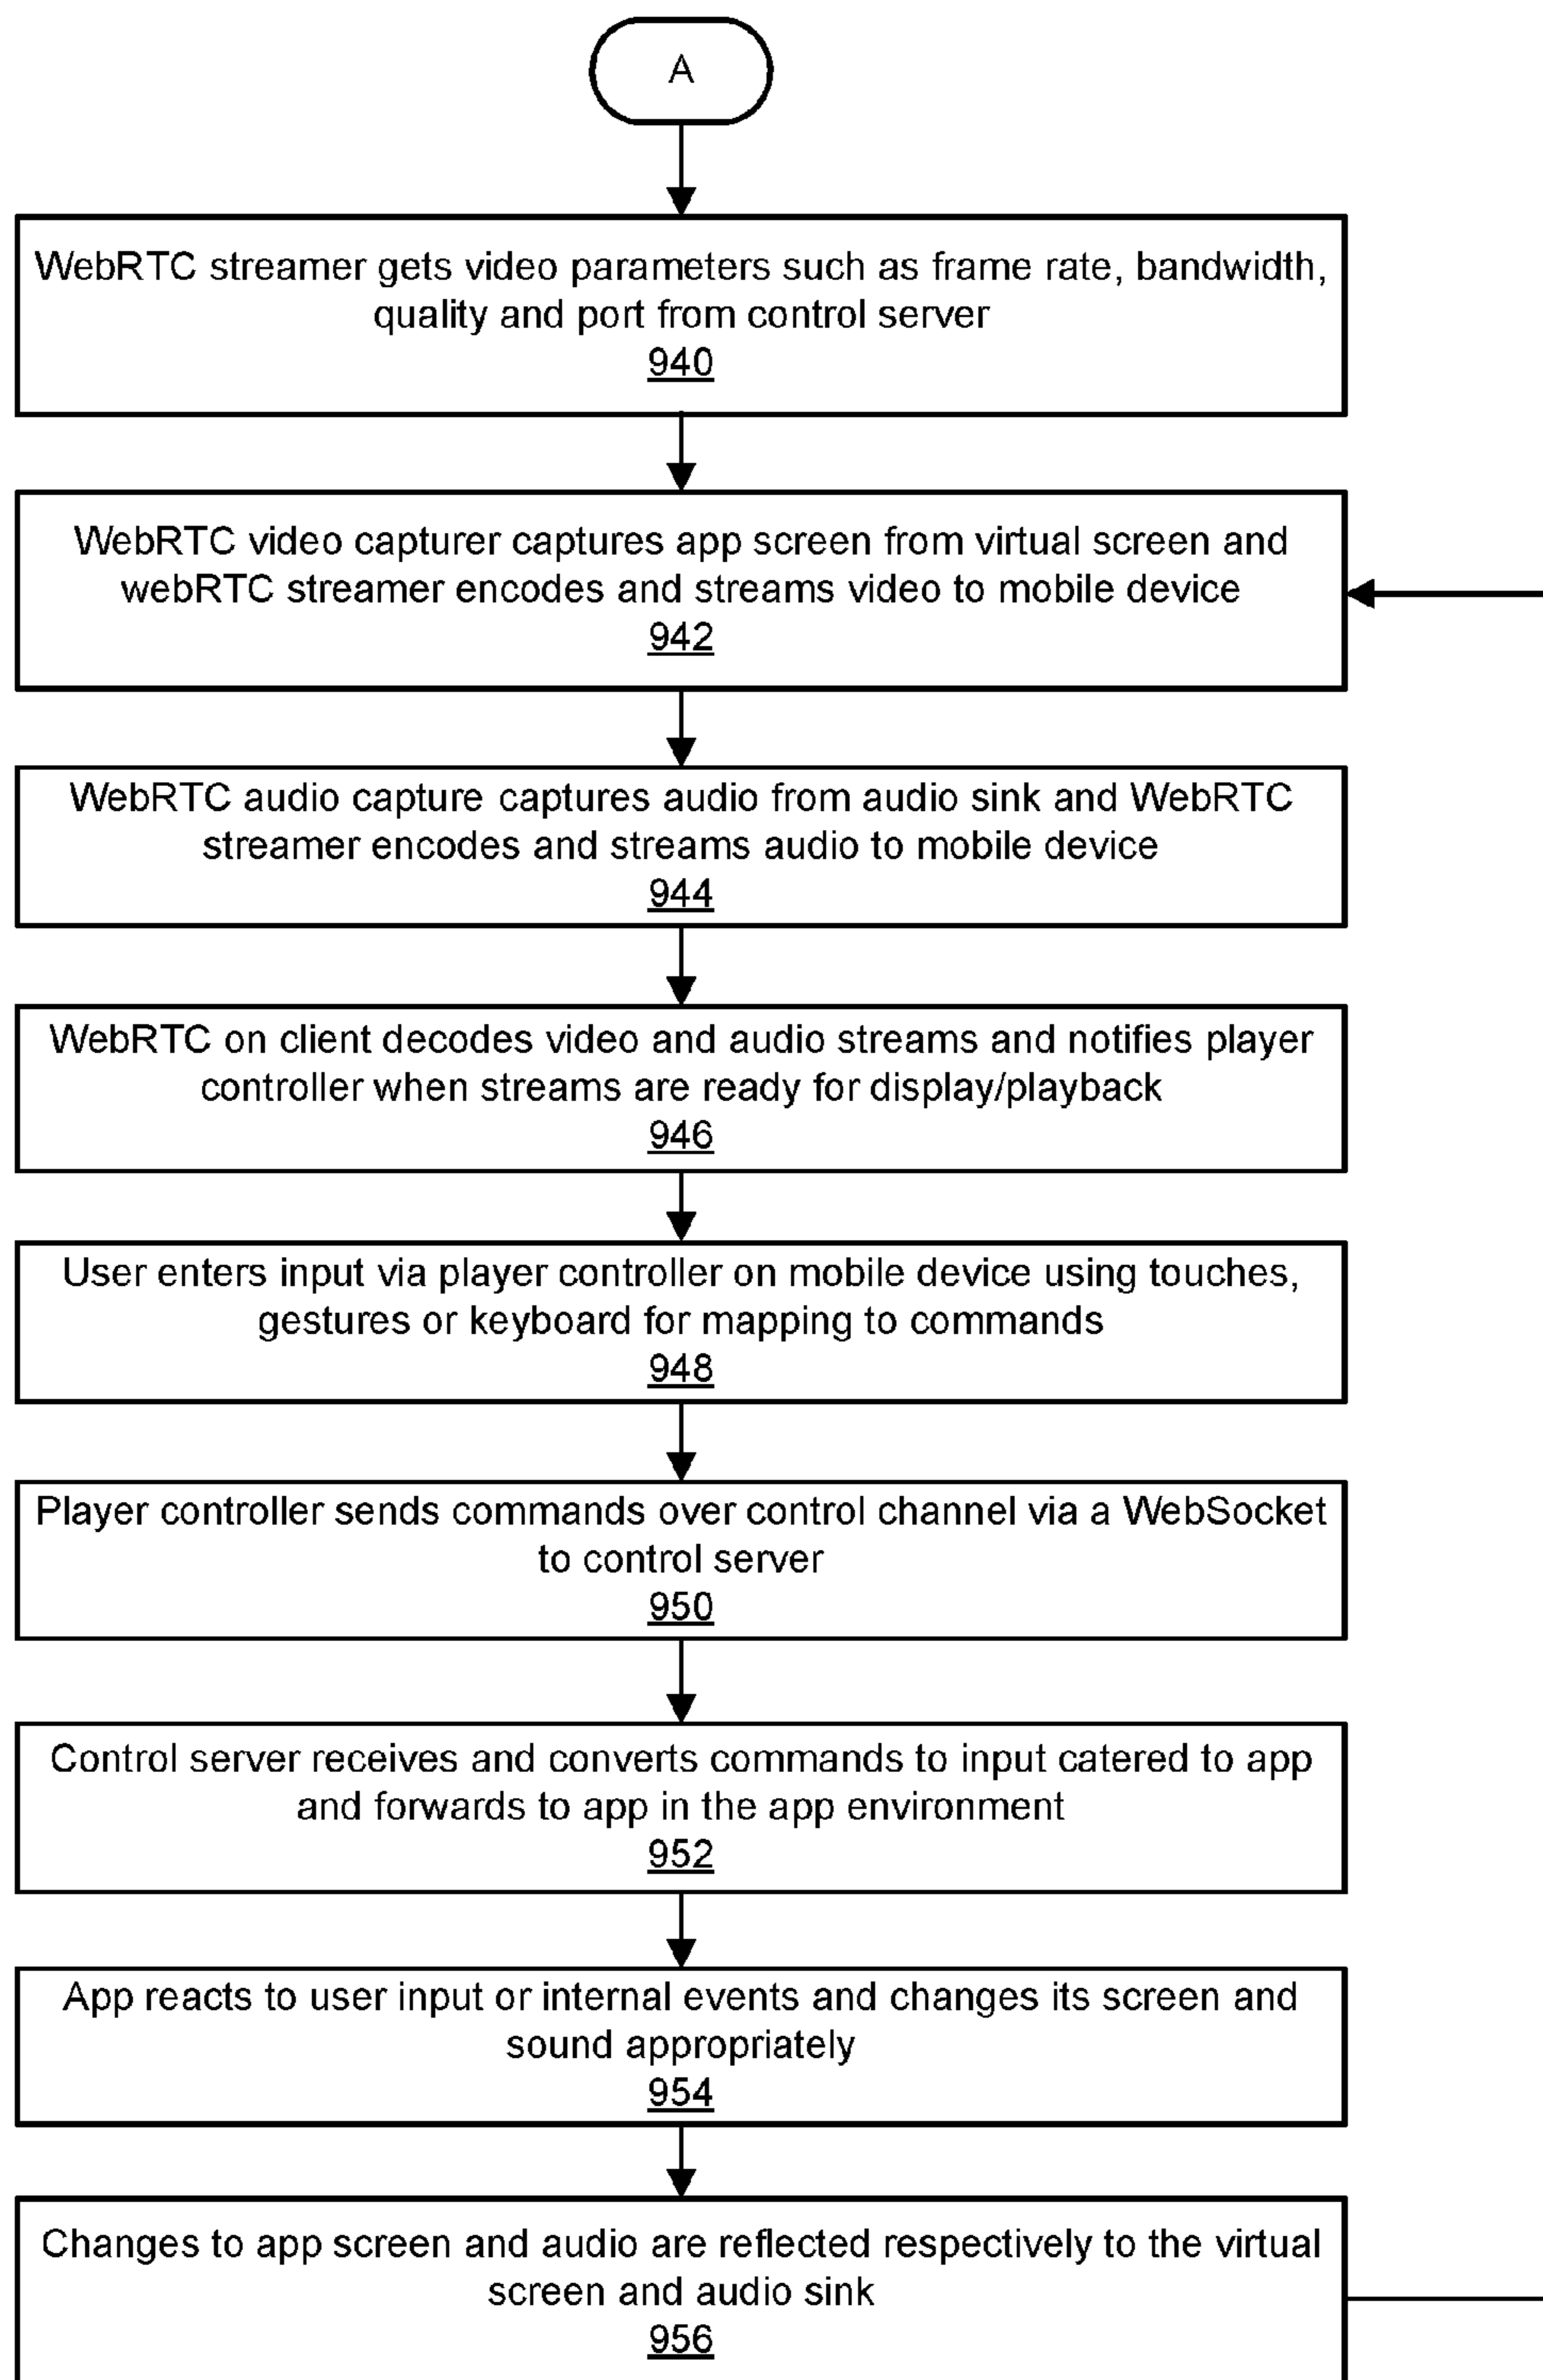 A
WebRTC streamer gets video parameters such as frame rate, bandwidth,
quality and port from control server
940
WebRTC video capturer captures app screen from virtual screen and
webRTC streamer encodes and streams video to mobile device
942
WebRTC audio capture captures audio from audio sink and WebRTC
streamer encodes and streams audio to mobile device
944
WebRTC on client decodes video and audio streams and notifies player
controller when streams are ready for display/playback
946
User enters input via player controller on mobile device using touches,
gestures or keyboard for mapping to commands
948
Player controller sends commands over control channel via a WebSocket
to control server
950
Control server receives and converts commands to input catered to app
and forwards to app in the app environment
952
App reacts to user input or internal events and changes its screen and
sound appropriately
954
Changes to app screen and audio are reflected respectively to the virtual
screen and audio sink
956